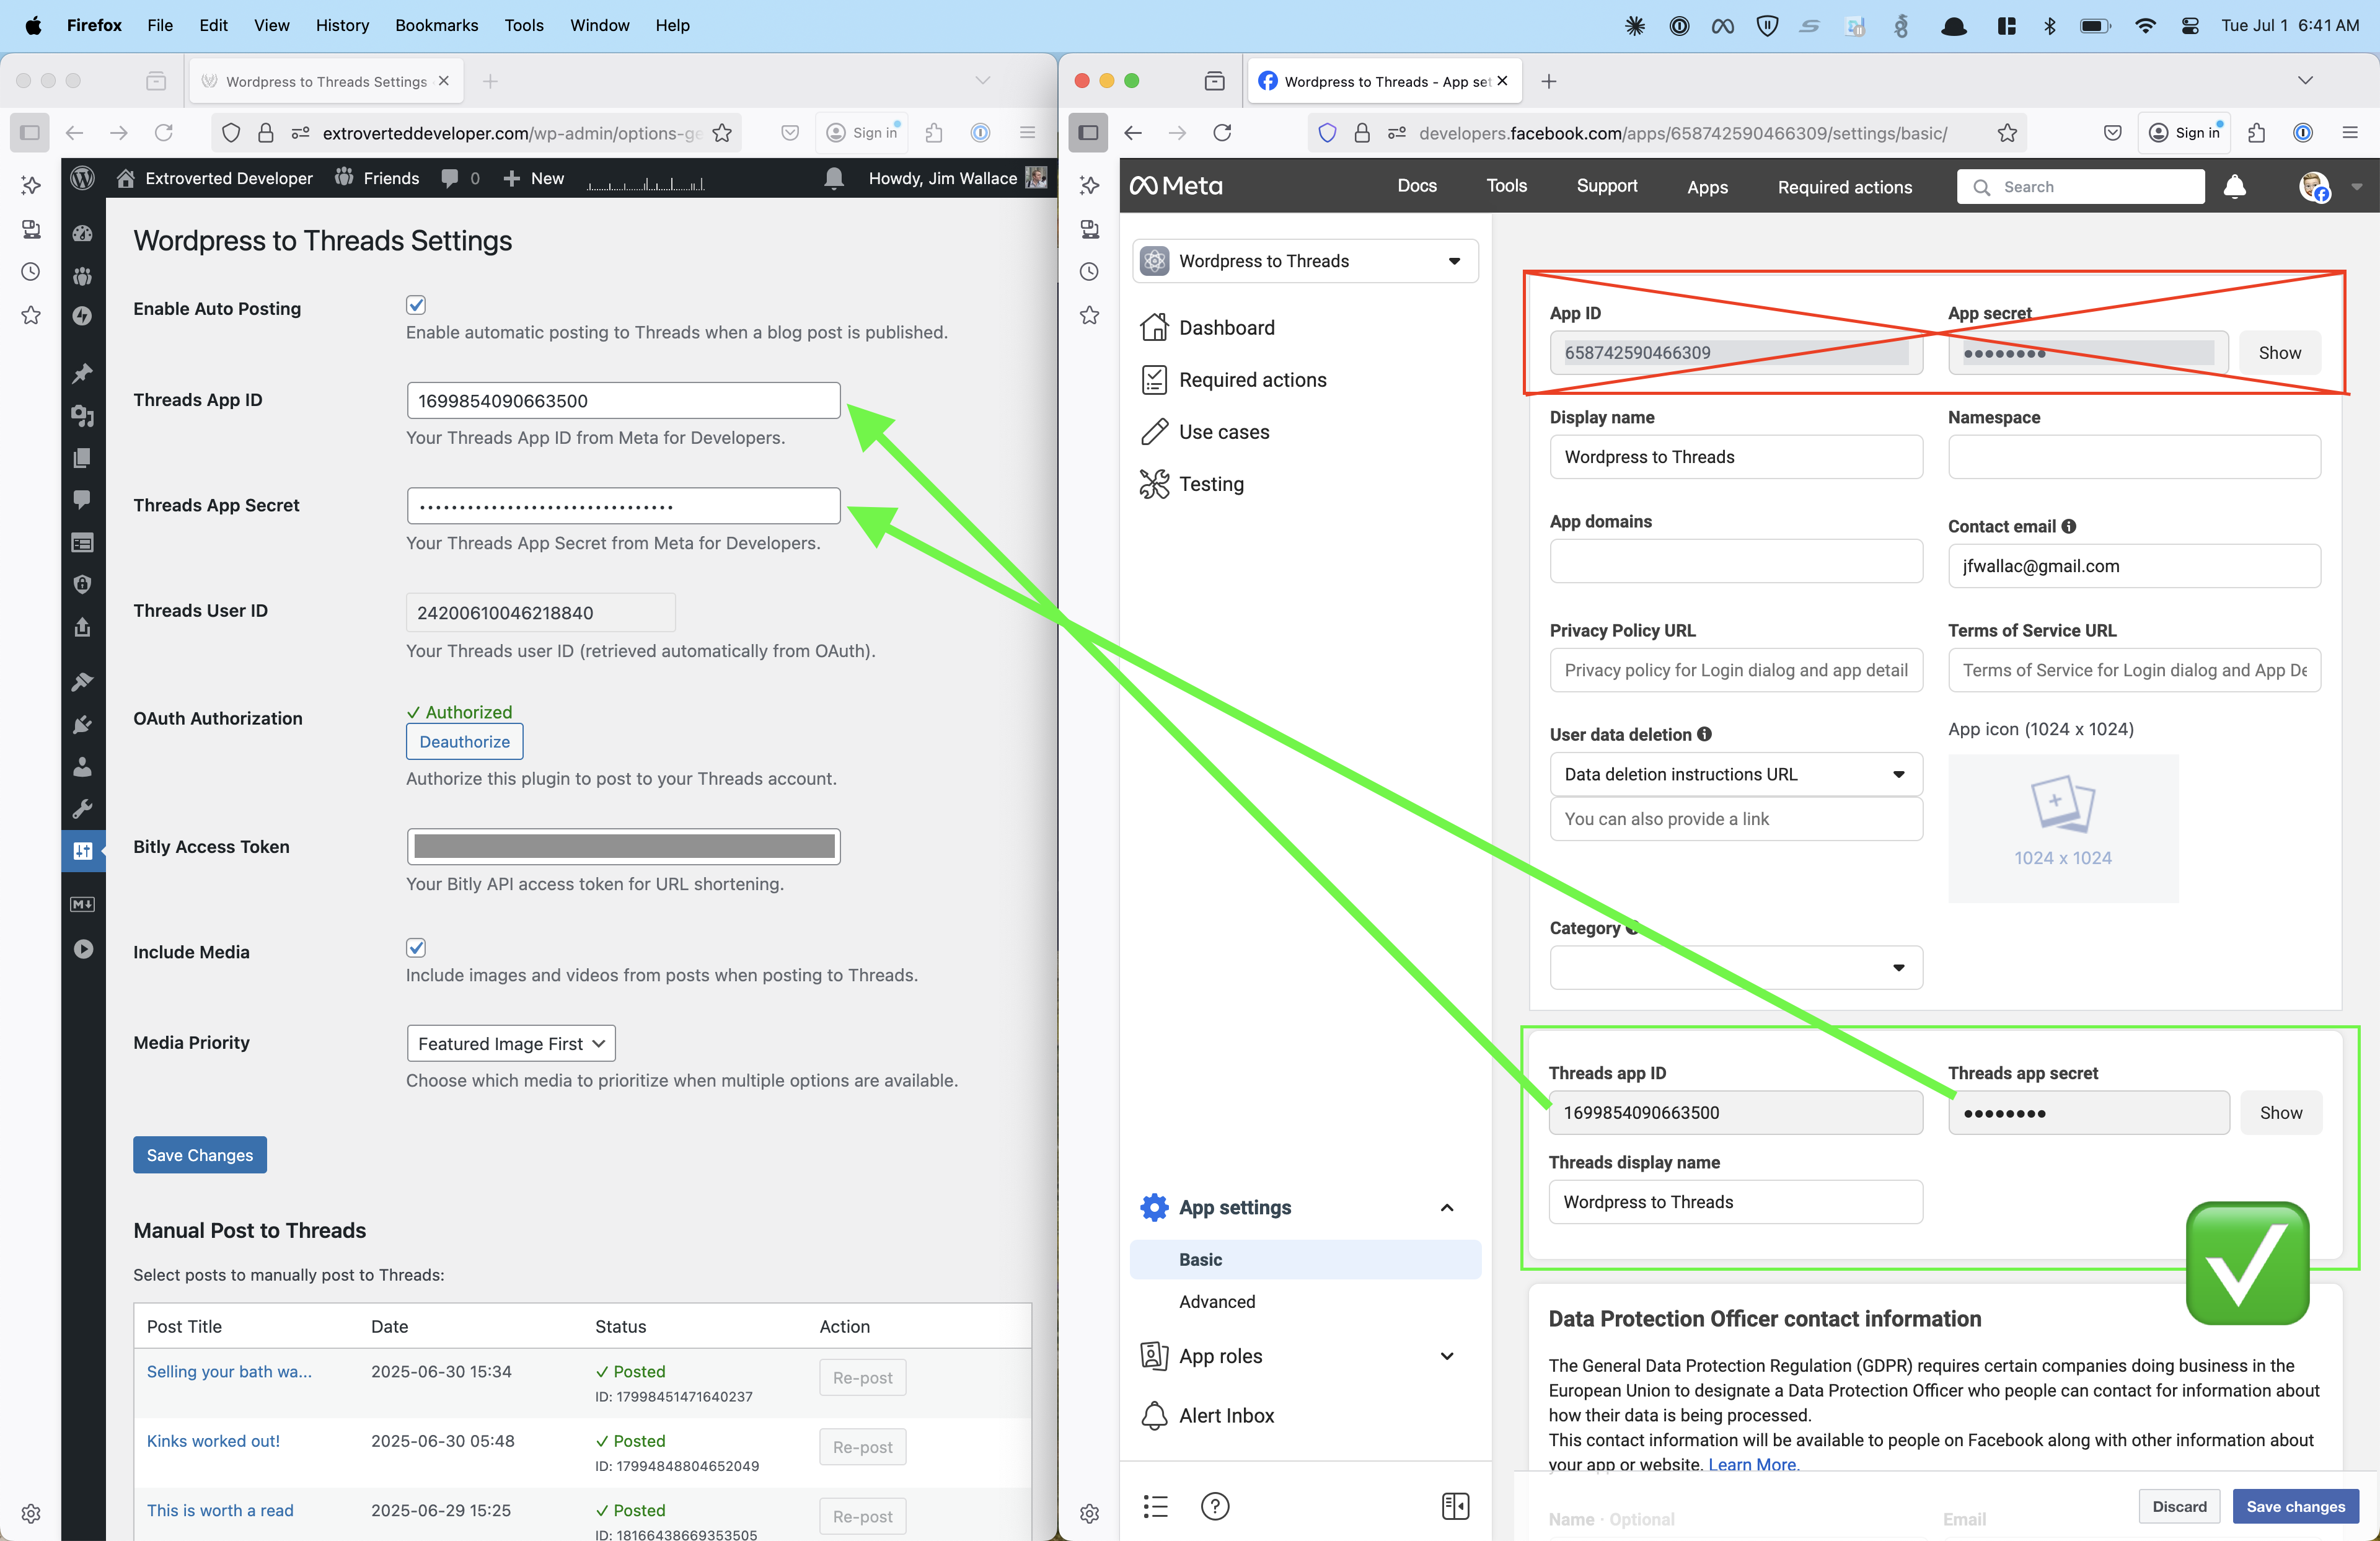 Firefox File Edit View History Bookmarks Tools Window Help
Tue Jul 1 6:41 AM
Wordpress to Threads Settings
extroverteddeveloper.com/wp-admin/options-ge
Sign in
Extroverted Developer Friends 0 New
Howdy, Jim Wallace
Wordpress to Threads Settings
Enable Auto Posting
Enable automatic posting to Threads when a blog post is published.
Threads App ID
1699854090663500
Your Threads App ID from Meta for Developers.
Threads App Secret
••••••••••••••••••••••••••••••••
Your Threads App Secret from Meta for Developers.
Threads User ID
24200610046218840
Your Threads user ID (retrieved automatically from OAuth).
OAuth Authorization
✓ Authorized
Deauthorize
Authorize this plugin to post to your Threads account.
Bitly Access Token
Your Bitly API access token for URL shortening.
Include Media
Include images and videos from posts when posting to Threads.
Media Priority
Featured Image First
Choose which media to prioritize when multiple options are available.
Save Changes
Manual Post to Threads
Select posts to manually post to Threads:
Post Title Date Status Action
Selling your bath wa... 2025-06-30 15:34 ✓ Posted Re-post
ID: 17998451471640237
Kinks worked out! 2025-06-30 05:48 ✓ Posted Re-post
ID: 17994848804652049
This is worth a read 2025-06-29 15:25 ✓ Posted Re-post
ID: 18166438669353505
M↓
Wordpress to Threads - App set
developers.facebook.com/apps/658742590466309/settings/basic/
Sign in
Meta
Docs Tools Support Apps Required actions
Search
Wordpress to Threads
Dashboard
Required actions
Use cases
Testing
App settings
Basic
Advanced
App roles
Alert Inbox
App ID App secret
658742590466309 •••••••• Show
Display name Namespace
Wordpress to Threads
App domains Contact email
jfwallac@gmail.com
Privacy Policy URL Terms of Service URL
Privacy policy for Login dialog and app detail Terms of Service for Login dialog and App De
User data deletion App icon (1024 x 1024)
Data deletion instructions URL
You can also provide a link
1024 x 1024
Category
Threads app ID Threads app secret
1699854090663500 •••••••• Show
Threads display name
Wordpress to Threads
Data Protection Officer contact information
The General Data Protection Regulation (GDPR) requires certain companies doing business in the
European Union to designate a Data Protection Officer who people can contact for information about
how their data is being processed.
This contact information will be available to people on Facebook along with other information about
your app or website. Learn More.
Name · Optional Email
Discard Save changes